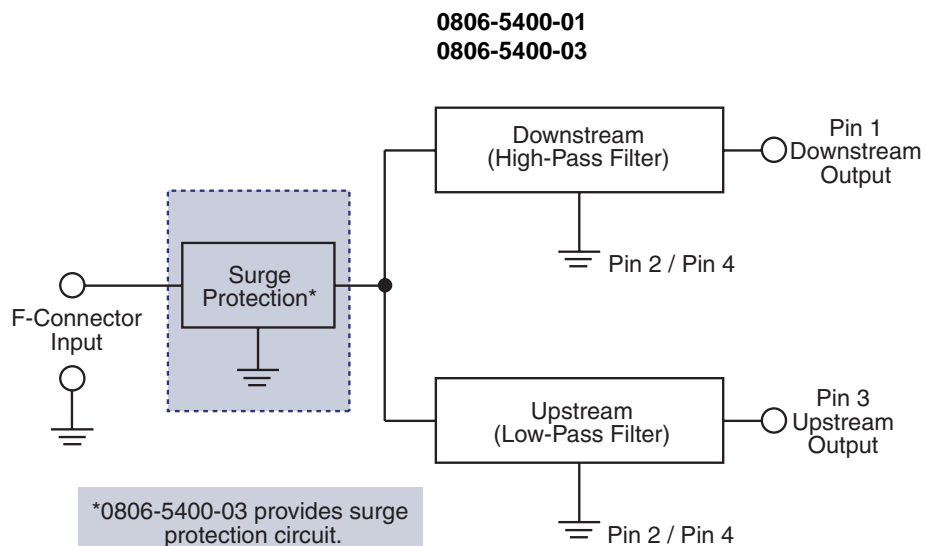 0806-5400-01
0806-5400-03
Downstream
(High-Pass Filter)
Pin 1
Downstream
Output
Pin 2 / Pin 4
Surge
Protection*
F-Connector
Input
Upstream
(Low-Pass Filter)
Pin 3
Upstream
Output
Pin 2 / Pin 4
*0806-5400-03 provides surge
protection circuit.